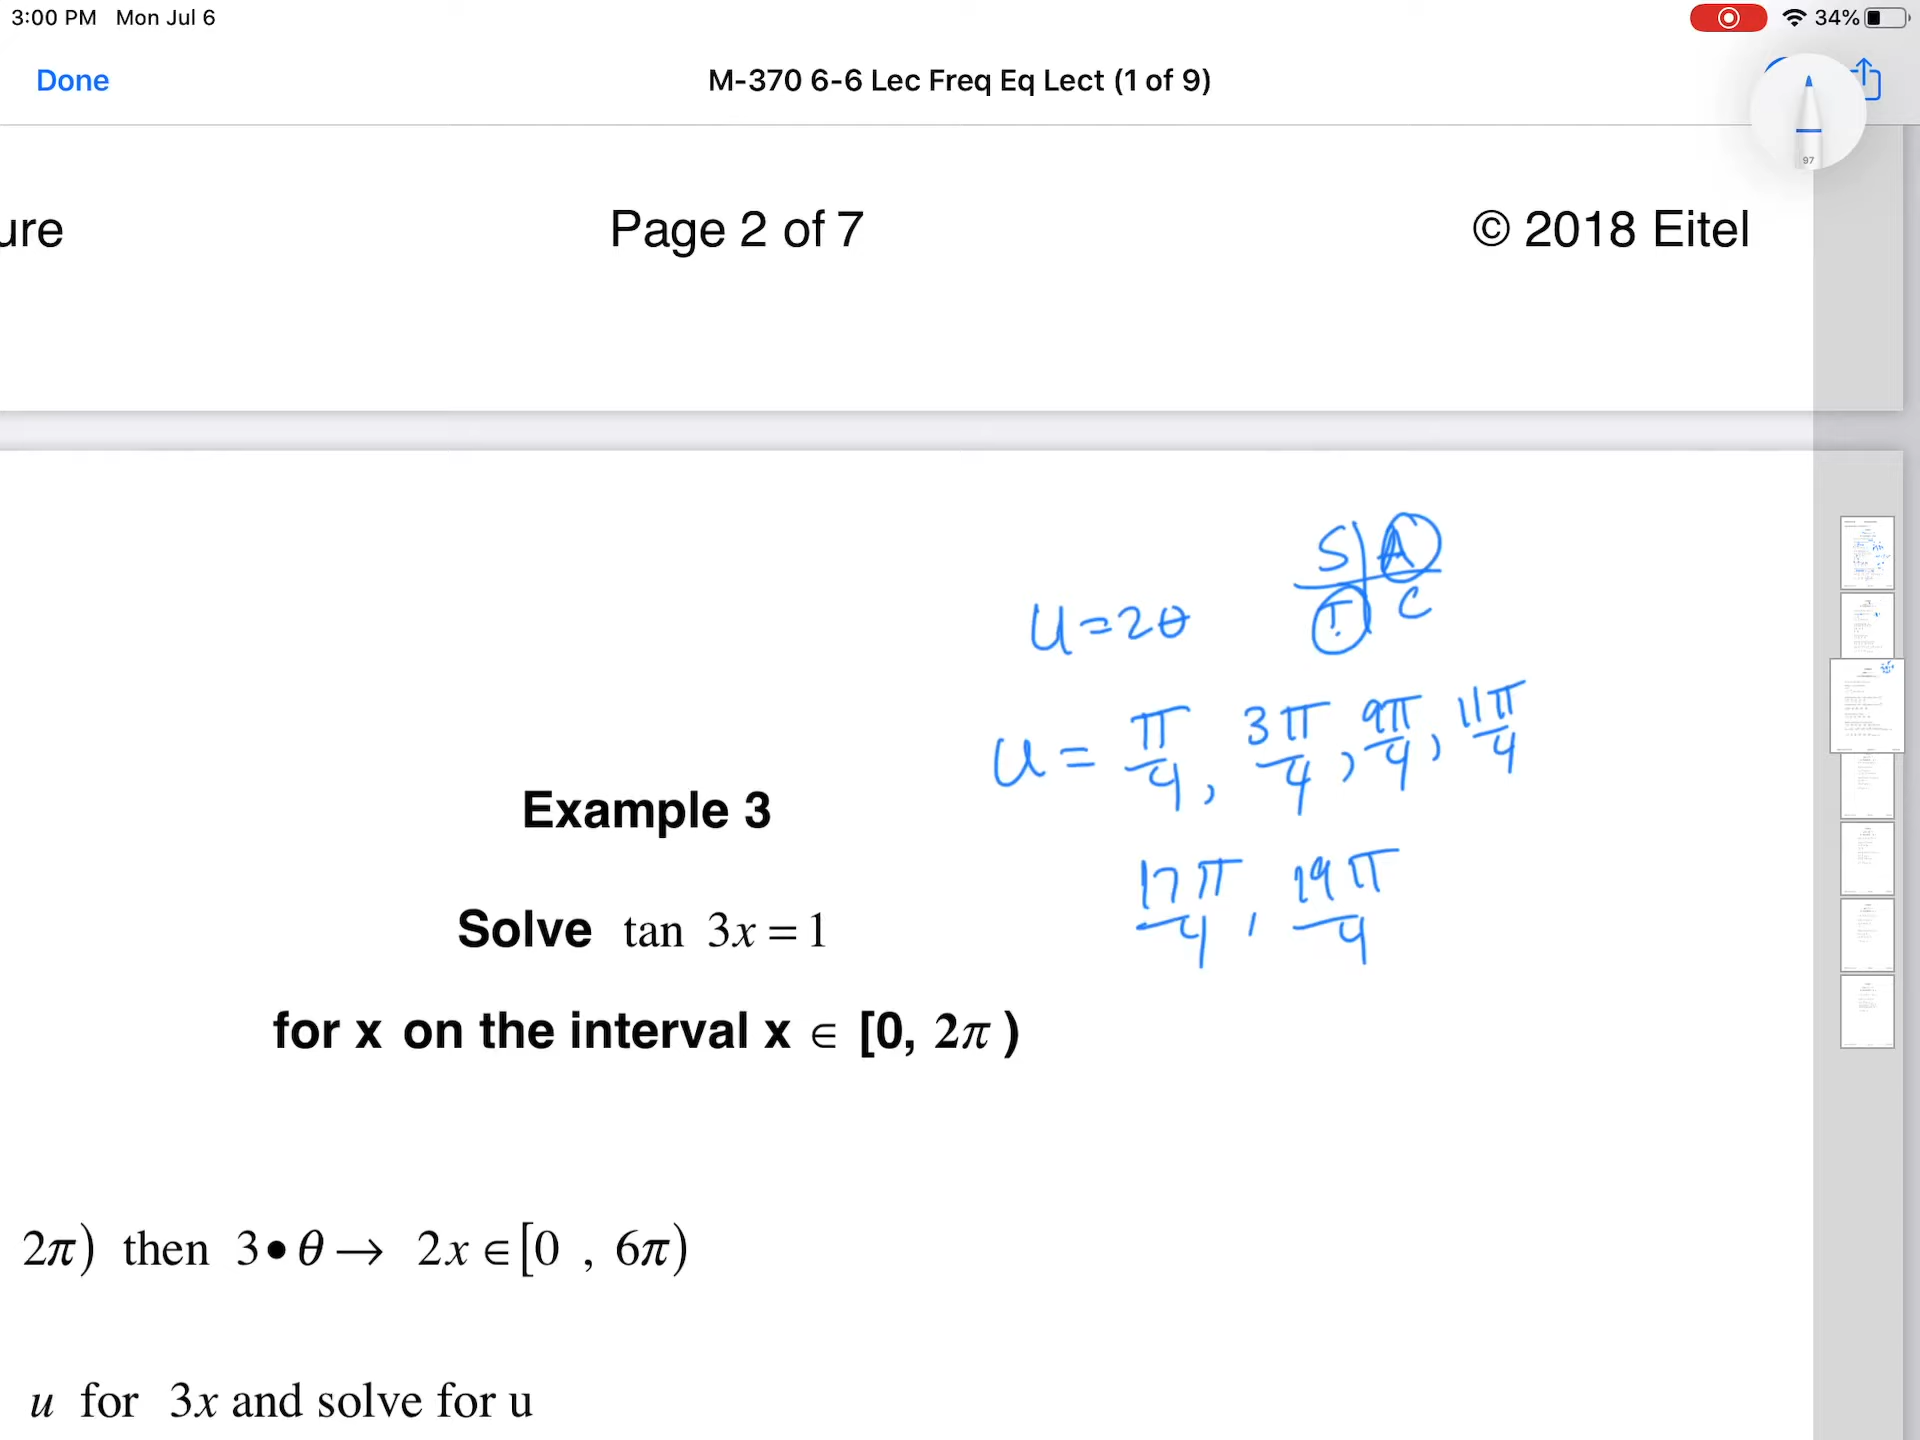 3:00 PM Mon Jul 6
34%
Done
M-370 6-6 Lec Freq Eq Lect (1 of 9)
97
ure
Page 2 of 7
© 2018 Eitel
S A
T C
U = 2θ
u = π/4, 3π/4, 9π/4, 11π/4
17π/4, 19π/4
Example 3
Solve tan 3x = 1
for x on the interval x ∈ [0, 2π )
2π) then 3•θ → 2x ∈ [0 , 6π)
u for 3x and solve for u